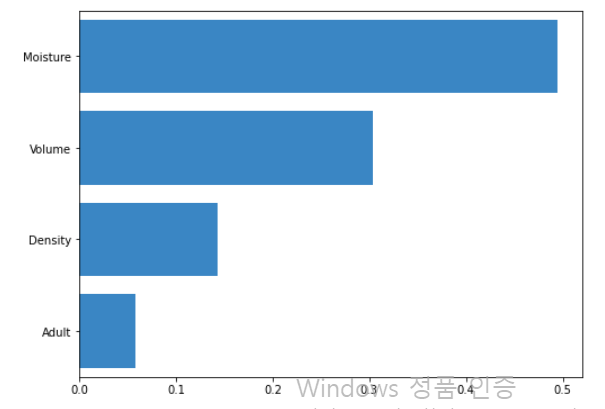 Moisture
Volume
Density
Adult
0.0 0.1 0.2 0.3 0.4 0.5
Windows 정품 인증